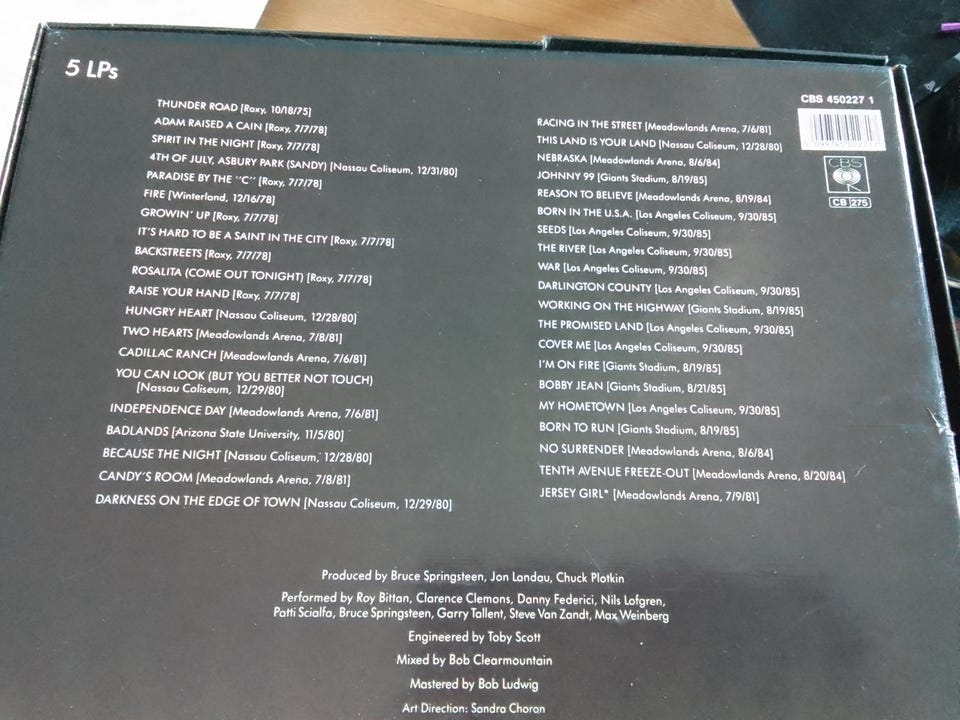 5 LPs
THUNDER ROAD [Roxy, 10/18/75]
ADAM RAISED A CAIN [Roxy, 7/7/78]
SPIRIT IN THE NIGHT [Roxy, 7/7/78]
4TH OF JULY, ASBURY PARK (SANDY) [Nassau Coliseum, 12/31/80]
PARADISE BY THE "C" [Roxy, 7/7/78]
FIRE [Winterland, 12/16/78]
GROWIN' UP [Roxy, 7/7/78]
IT'S HARD TO BE A SAINT IN THE CITY [Roxy, 7/7/78]
BACKSTREETS [Roxy, 7/7/78]
ROSALITA (COME OUT TONIGHT) [Roxy, 7/7/78]
RAISE YOUR HAND [Roxy, 7/7/78]
HUNGRY HEART [Nassau Coliseum, 12/28/80]
TWO HEARTS [Meadowlands Arena, 7/8/81]
CADILLAC RANCH [Meadowlands Arena, 7/6/81]
YOU CAN LOOK (BUT YOU BETTER NOT TOUCH)
[Nassau Coliseum, 12/29/80]
INDEPENDENCE DAY [Meadowlands Arena, 7/6/81]
BADLANDS [Arizona State University, 11/5/80]
BECAUSE THE NIGHT [Nassau Coliseum, 12/28/80]
CANDY'S ROOM [Meadowlands Arena, 7/8/81]
DARKNESS ON THE EDGE OF TOWN [Nassau Coliseum, 12/29/80]
RACING IN THE STREET [Meadowlands Arena, 7/6/81]
THIS LAND IS YOUR LAND [Nassau Coliseum, 12/28/80]
NEBRASKA [Meadowlands Arena, 8/6/84]
JOHNNY 99 [Giants Stadium, 8/19/85]
REASON TO BELIEVE [Meadowlands Arena, 8/19/84]
BORN IN THE U.S.A. [Los Angeles Coliseum, 9/30/85]
SEEDS [Los Angeles Coliseum, 9/30/85]
THE RIVER [Los Angeles Coliseum, 9/30/85]
WAR [Los Angeles Coliseum, 9/30/85]
DARLINGTON COUNTY [Los Angeles Coliseum, 9/30/85]
WORKING ON THE HIGHWAY [Giants Stadium, 8/19/85]
THE PROMISED LAND [Los Angeles Coliseum, 9/30/85]
COVER ME [Los Angeles Coliseum, 9/30/85]
I'M ON FIRE [Giants Stadium, 8/19/85]
BOBBY JEAN [Giants Stadium, 8/21/85]
MY HOMETOWN [Los Angeles Coliseum, 9/30/85]
BORN TO RUN [Giants Stadium, 8/19/85]
NO SURRENDER [Meadowlands Arena, 8/6/84]
TENTH AVENUE FREEZE-OUT [Meadowlands Arena, 8/20/84]
JERSEY GIRL* [Meadowlands Arena, 7/9/81]
CBS 450227 1
CBS
CB 275
Produced by Bruce Springsteen, Jon Landau, Chuck Plotkin
Performed by Roy Bittan, Clarence Clemons, Danny Federici, Nils Lofgren,
Patti Scialfa, Bruce Springsteen, Garry Tallent, Steve Van Zandt, Max Weinberg
Engineered by Toby Scott
Mixed by Bob Clearmountain
Mastered by Bob Ludwig
Art Direction: Sandra Choron